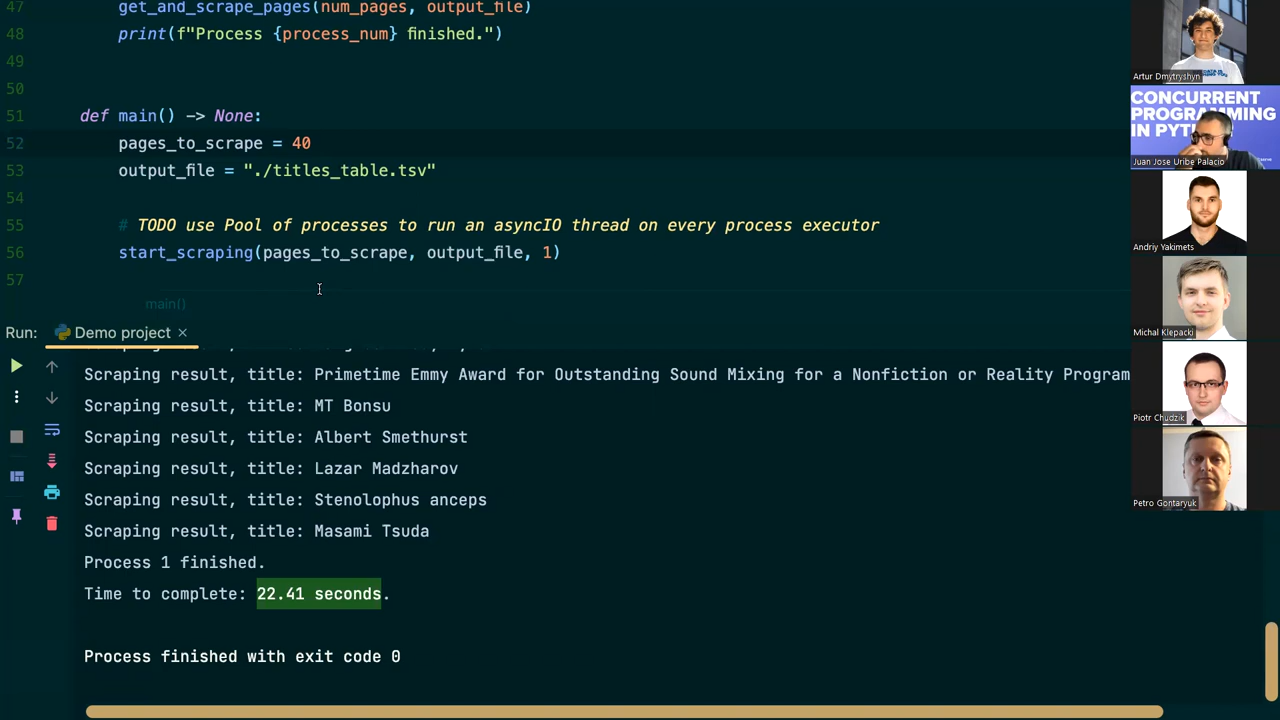 47 get_and_scrape_pages(num_pages, output_file)
48 print(f"Process {process_num} finished.")
49
50
51 def main() -> None:
52 pages_to_scrape = 40
53 output_file = "./titles_table.tsv"
54
55 # TODO use Pool of processes to run an asyncIO thread on every process executor
56 start_scraping(pages_to_scrape, output_file, 1)
57
main()
Run: Demo project ×
Scraping result, title: Primetime Emmy Award for Outstanding Sound Mixing for a Nonfiction or Reality Program
Scraping result, title: MT Bonsu
Scraping result, title: Albert Smethurst
Scraping result, title: Lazar Madzharov
Scraping result, title: Stenolophus anceps
Scraping result, title: Masami Tsuda
Process 1 finished.
Time to complete: 22.41 seconds.
Process finished with exit code 0
Artur Dmytryshyn
CONCURRENT
PROGRAMMING
IN
Juan Jose Uribe Palacio
Andriy Yakimets
Michal Klepacki
Piotr Chudzik
Petro Gontaryuk